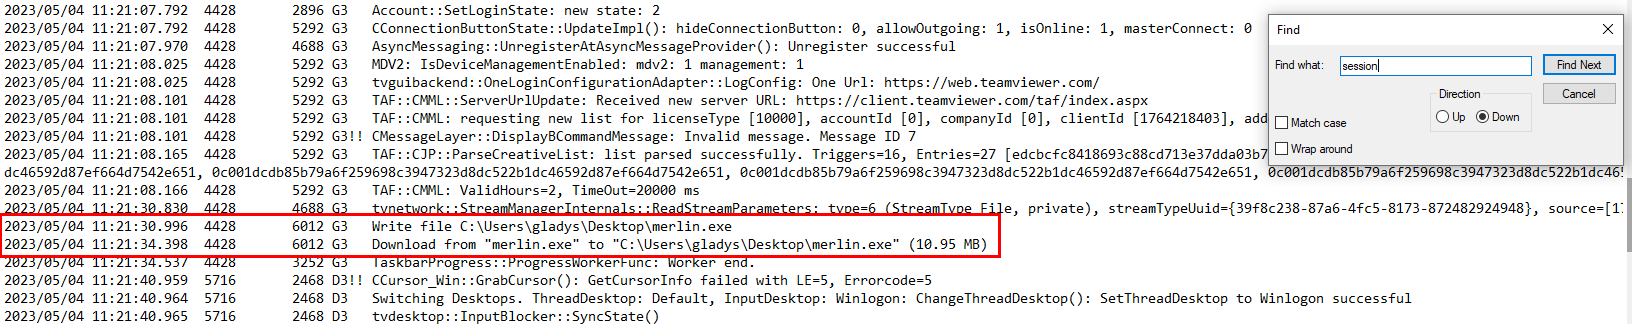 2023/05/04 11:21:07.792 4428 2896 G3 Account::SetLoginState: new state: 2
2023/05/04 11:21:07.792 4428 5292 G3 CConnectionButtonState::UpdateImpl(): hideConnectionButton: 0, allowOutgoing: 1, isOnline: 1, masterConnect: 0
2023/05/04 11:21:07.970 4428 4688 G3 AsyncMessaging::UnregisterAtAsyncMessageProvider(): Unregister successful
2023/05/04 11:21:08.025 4428 5292 G3 MDV2: IsDeviceManagementEnabled: mdv2: 1 management: 1
2023/05/04 11:21:08.025 4428 5292 G3 tvguibackend::OneLoginConfigurationAdapter::LogConfig: One Url: https://web.teamviewer.com/
2023/05/04 11:21:08.101 4428 5292 G3 TAF::CMML::ServerUrlUpdate: Received new server URL: https://client.teamviewer.com/taf/index.aspx
2023/05/04 11:21:08.101 4428 5292 G3 TAF::CMML: requesting new list for licenseType [10000], accountId [0], companyId [0], clientId [1764218403], add
2023/05/04 11:21:08.101 4428 5292 G3!! CMessageLayer::DisplayBCommandMessage: Invalid message. Message ID 7
2023/05/04 11:21:08.165 4428 5292 G3 TAF::CJP::ParseCreativeList: list parsed successfully. Triggers=16, Entries=27 [edcbcfc8418693c88cd713e37dda03b7
dc46592d87ef664d7542e651, 0c001dcdb85b79a6f259698c3947323d8dc522b1dc46592d87ef664d7542e651, 0c001dcdb85b79a6f259698c3947323d8dc522b1dc46592d87ef664d7542e651, 0c001dcdb85b79a6f259698c3947323d8dc522b1dc465
2023/05/04 11:21:08.166 4428 5292 G3 TAF::CMML: ValidHours=2, TimeOut=20000 ms
2023/05/04 11:21:30.830 4428 4688 G3 tvnetwork::StreamManagerInternals::ReadStreamParameters: type=6 (StreamType File, private), streamTypeUuid={39f8c238-87a6-4fc5-8173-872482924948}, source=[17
2023/05/04 11:21:30.996 4428 6012 G3 Write file C:\Users\gladys\Desktop\merlin.exe
2023/05/04 11:21:34.398 4428 6012 G3 Download from "merlin.exe" to "C:\Users\gladys\Desktop\merlin.exe" (10.95 MB)
2023/05/04 11:21:34.537 4428 3252 G3 TaskbarProgress::ProgressWorkerFunc: Worker end.
2023/05/04 11:21:40.959 5716 2468 D3!! CCursor_Win::GrabCursor(): GetCursorInfo failed with LE=5, Errorcode=5
2023/05/04 11:21:40.964 5716 2468 D3 Switching Desktops. ThreadDesktop: Default, InputDesktop: Winlogon: ChangeThreadDesktop(): SetThreadDesktop to Winlogon successful
2023/05/04 11:21:40.965 5716 2468 D3 tvdesktop::InputBlocker::SyncState()
Find
Find what: session Find Next
Direction Cancel
Up Down
Match case
Wrap around